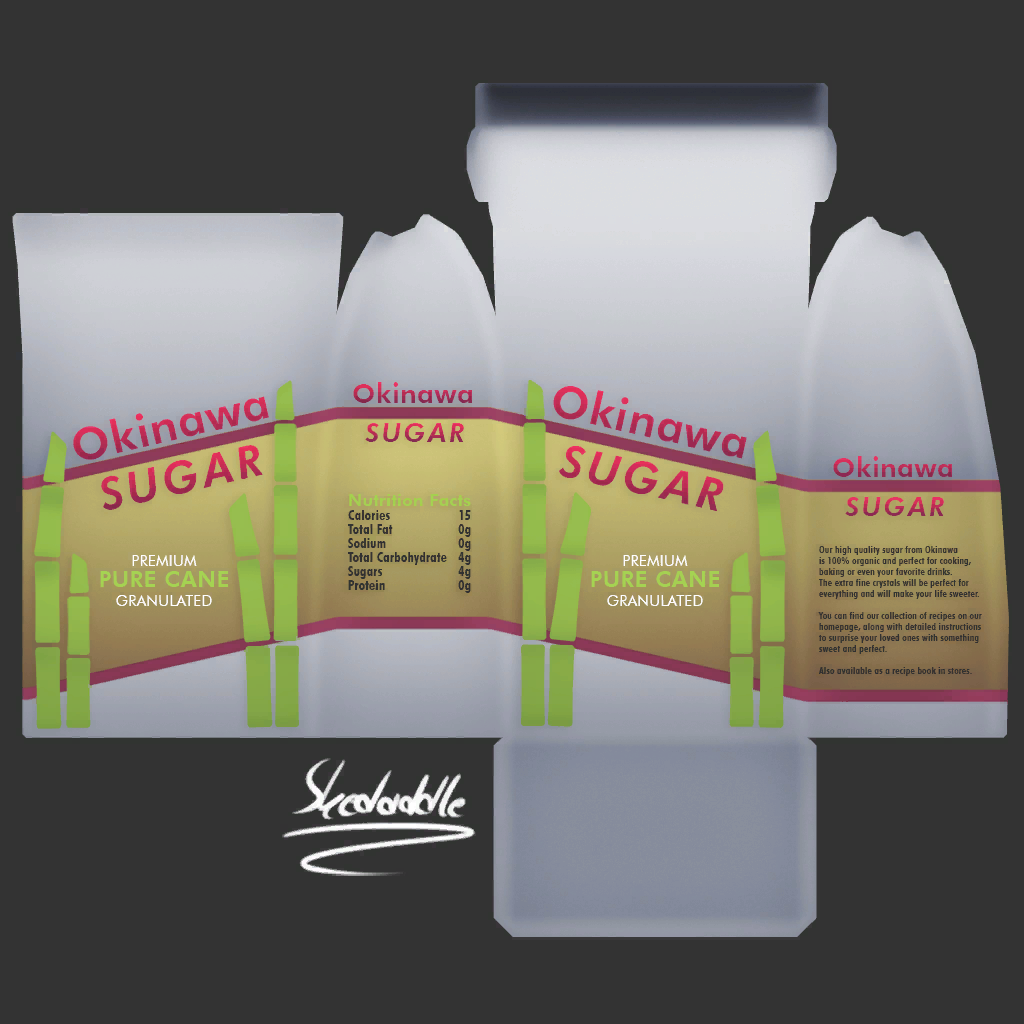 Okinawa
SUGAR
PREMIUM
PURE CANE
GRANULATED
Okinawa
SUGAR
Nutrition Facts
Calories 15
Total Fat 0g
Sodium 0g
Total Carbohydrate 4g
Sugars 4g
Protein 0g
Okinawa
SUGAR
PREMIUM
PURE CANE
GRANULATED
Okinawa
SUGAR
Our high quality sugar from Okinawa
is 100% organic and perfect for cooking,
baking or even your favorite drinks.
The extra fine crystals will be perfect for
everything and will make your life sweeter.
You can find our collection of recipes on our
homepage, along with detailed instructions
to surprise your loved ones with something
sweet and perfect.
Also available as a recipe book in stores.